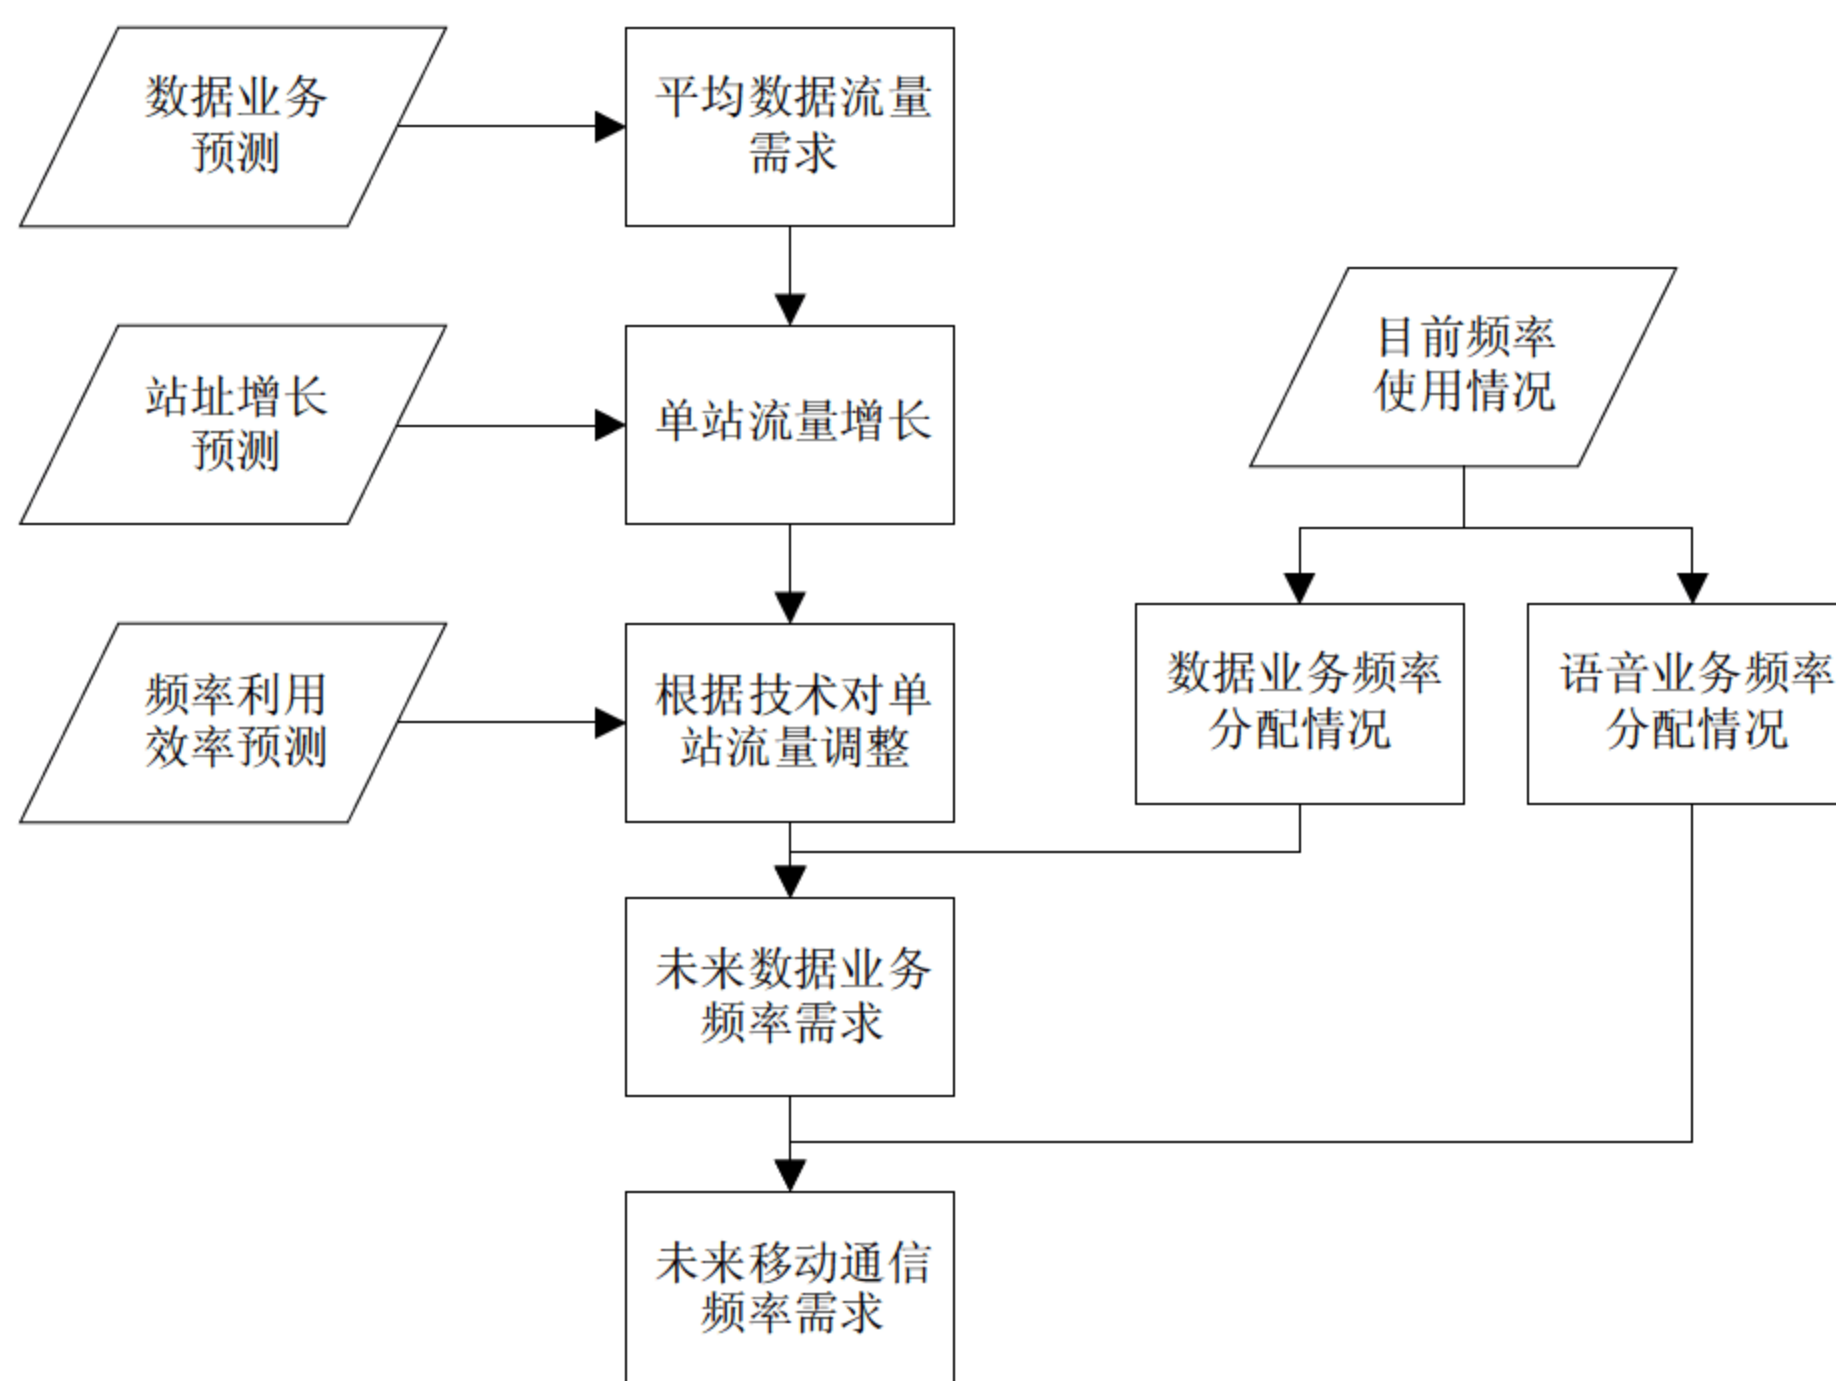 数据业务
预测
平均数据流量
需求
站址增长
预测
单站流量增长
目前频率
使用情况
频率利用
效率预测
根据技术对单
站流量调整
数据业务频率
分配情况
语音业务频率
分配情况
未来数据业务
频率需求
未来移动通信
频率需求